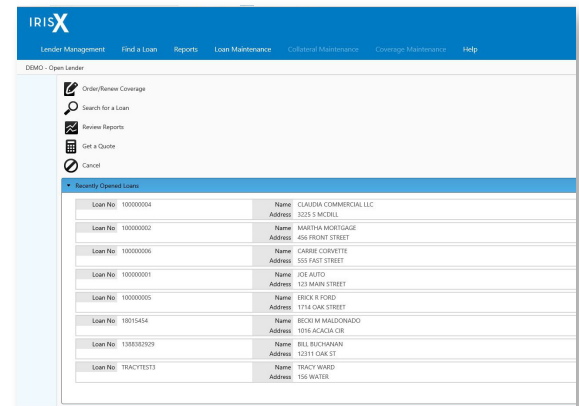 IRISX
Lender Management Find a Loan Reports Loan Maintenance Collateral Maintenance Coverage Maintenance Help
DEMO - Open Lender
Order/Renew Coverage
Search for a Loan
Review Reports
Get a Quote
Cancel
Recently Opened Loans
Loan No 100000004 Name CLAUDIA COMMERCIAL LLC
Address 3225 S MCDILL
Loan No 100000002 Name MARTHA MORTGAGE
Address 456 FRONT STREET
Loan No 100000006 Name CARRIE CORVETTE
Address 555 FAST STREET
Loan No 100000001 Name JOE AUTO
Address 123 MAIN STREET
Loan No 100000005 Name ERICK R FORD
Address 1714 OAK STREET
Loan No 18015454 Name BECKI M MALDONADO
Address 1016 ACACIA CIR
Loan No 1388382929 Name BILL BUCHANAN
Address 12311 OAK ST
Loan No TRACYTEST3 Name TRACY WARD
Address 156 WATER